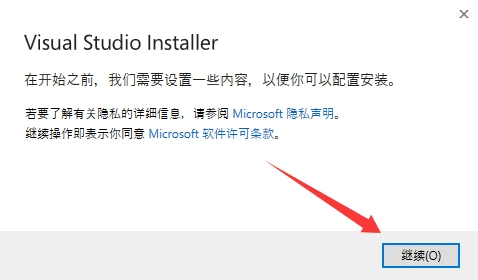 Visual Studio Installer
在开始之前，我们需要设置一些内容，以便你可以配置安装。
若要了解有关隐私的详细信息，请参阅 Microsoft 隐私声明。
继续操作即表示你同意 Microsoft 软件许可条款。
继续(O)